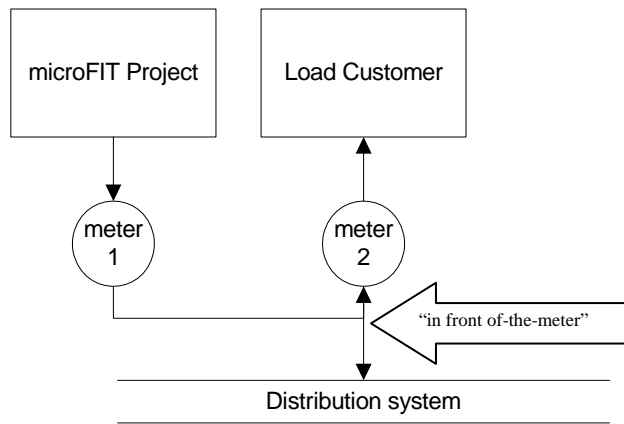 microFIT Project
Load Customer
meter
1
meter
2
“in front of-the-meter”
Distribution system